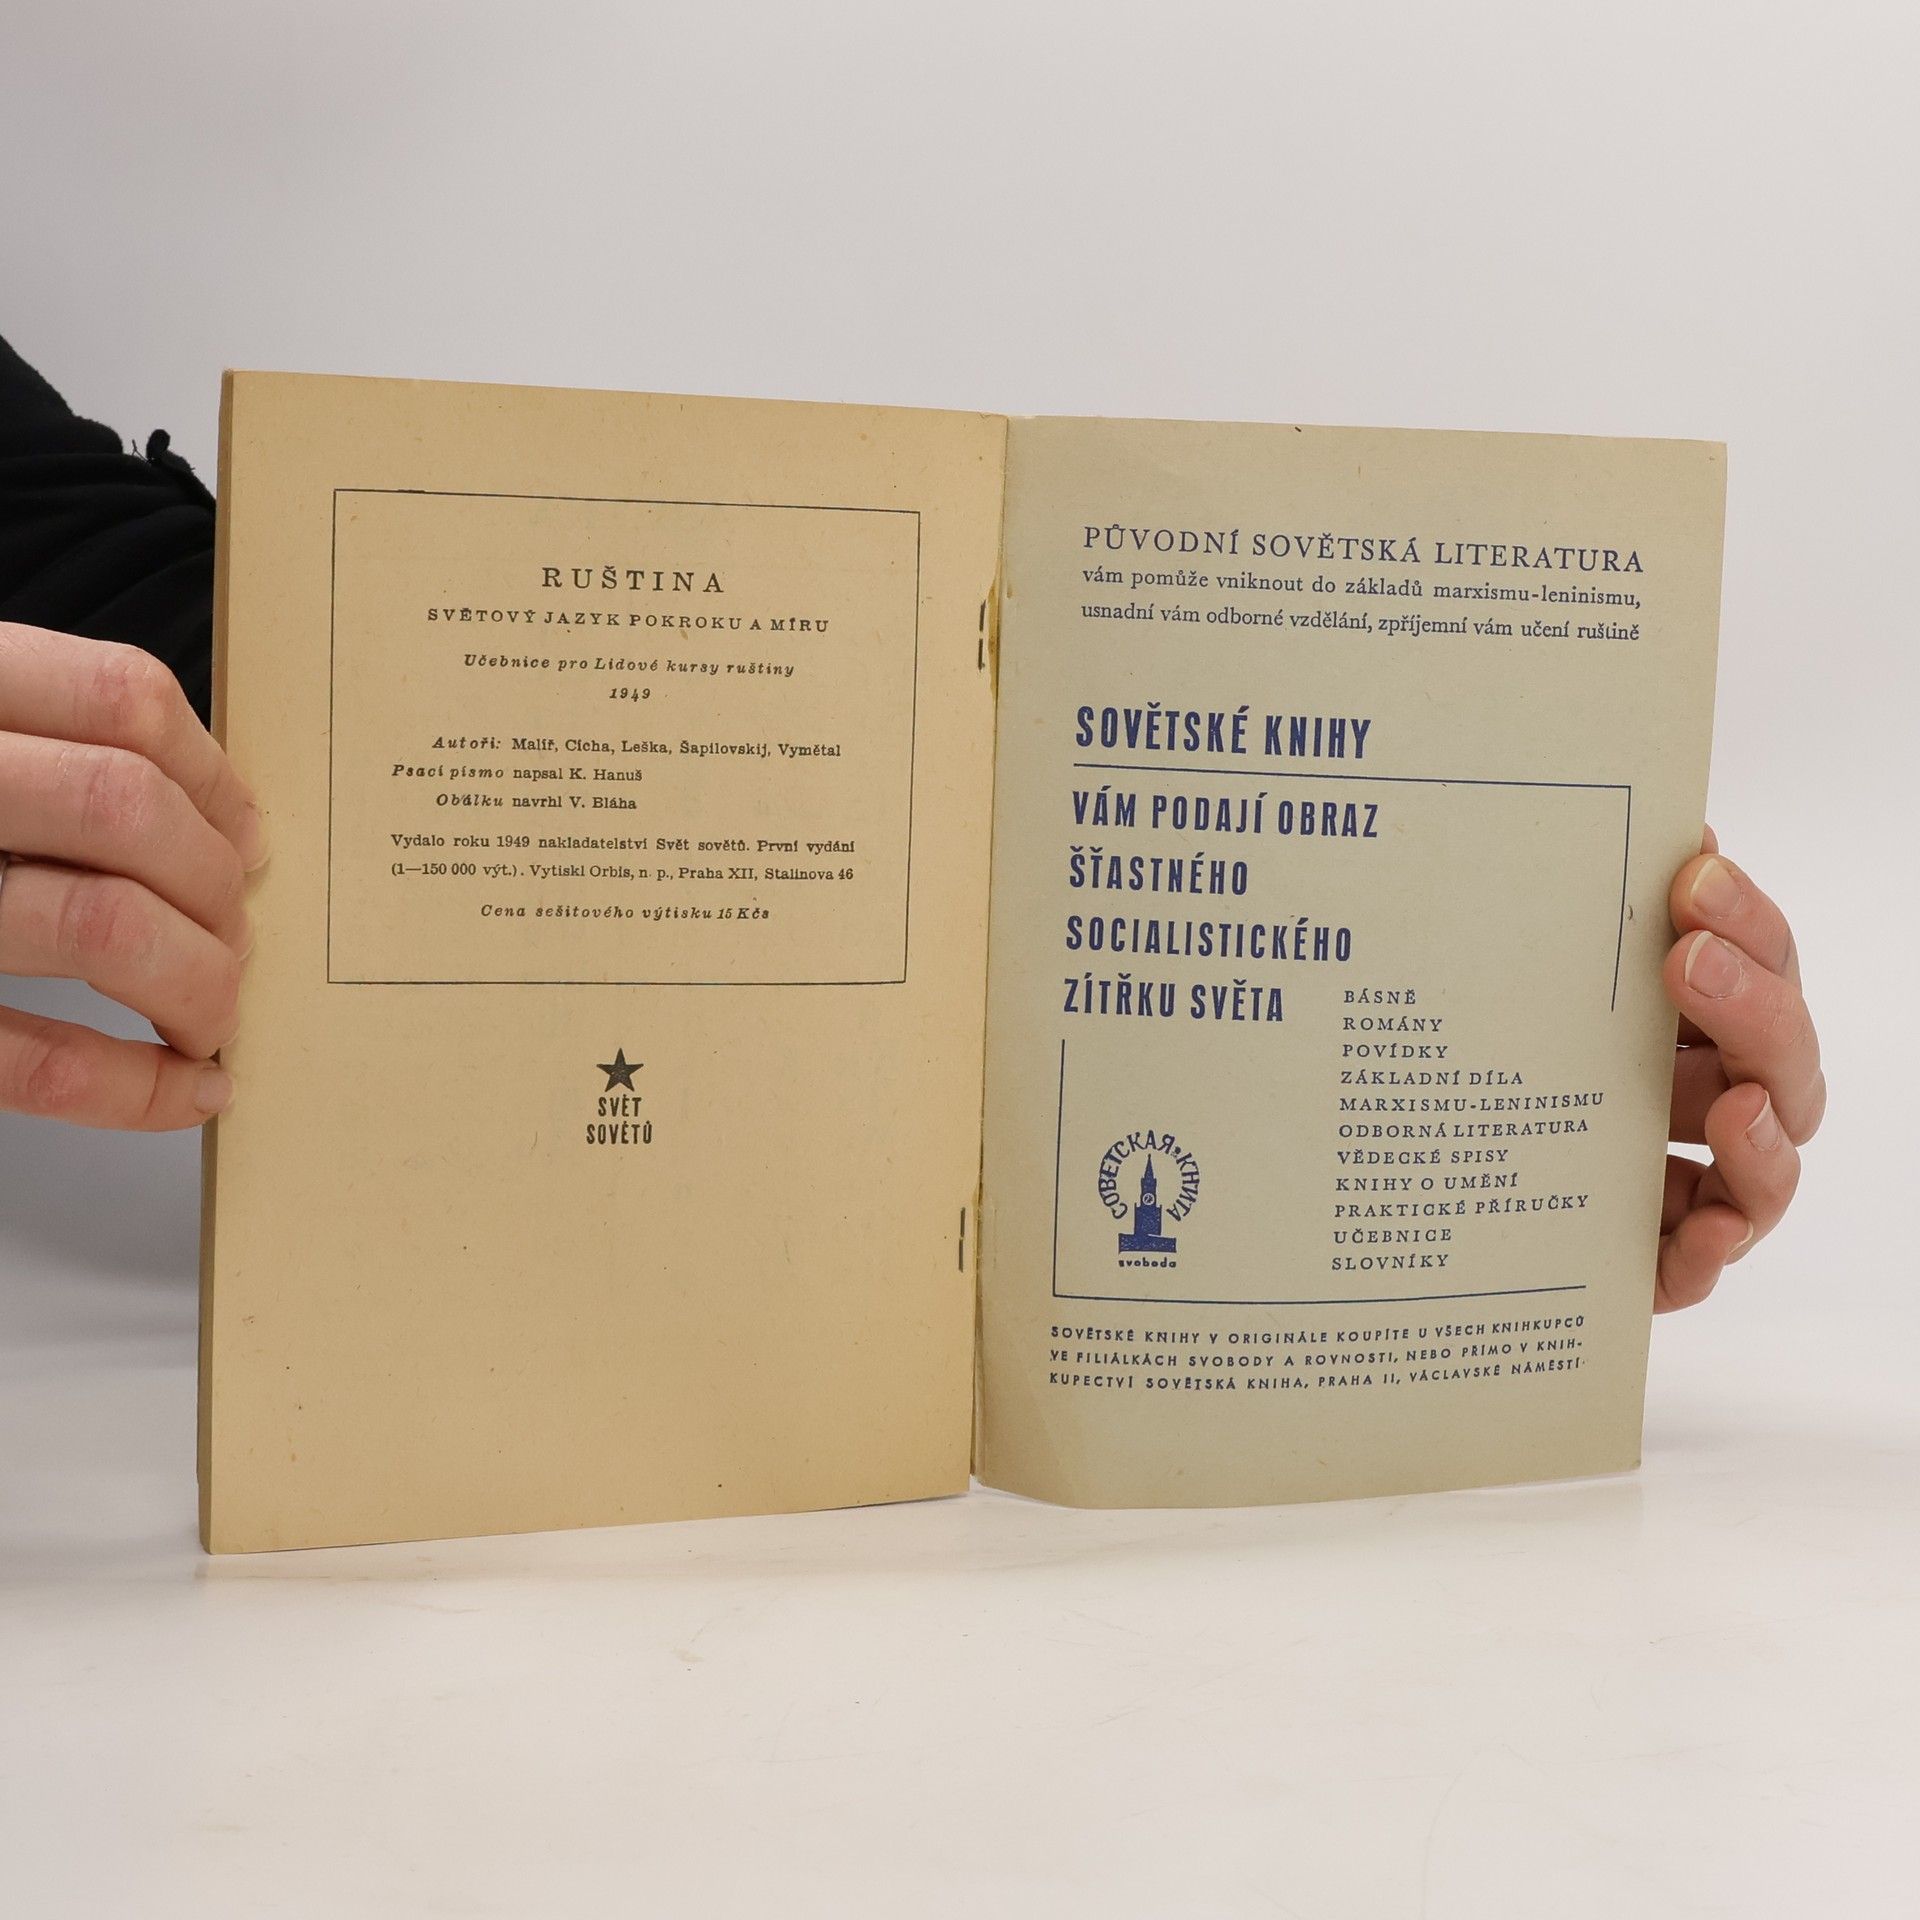 RUŠTINA
SVĚTOVÝ JAZYK POKROKU A MÍRU
Učebnice pro Lidové kursy ruštiny
1949
Autoři: Malíř, Cícha, Leška, Šapilovskij, Vymětal
Psací písmo napsal K. Hanuš
Obálku navrhl V. Bláha
Vydalo roku 1949 nakladatelství Svět sovětů. První vydání
(1—150 000 výt.). Vytiskl Orbis, n. p., Praha XII, Stalinova 46
Cena sešitového výtisku 15 Kčs
SVĚT
SOVĚTŮ
PŮVODNÍ SOVĚTSKÁ LITERATURA
vám pomůže vniknout do základů marxismu-leninismu,
usnadní vám odborné vzdělání, zpříjemní vám učení ruštině
SOVĚTSKÉ KNIHY
VÁM PODAJÍ OBRAZ
ŠŤASTNÉHO
SOCIALISTICKÉHO
ZÍTŘKU SVĚTA
BÁSNĚ
ROMÁNY
POVÍDKY
ZÁKLADNÍ DÍLA
MARXISMU-LENINISMU
ODBORNÁ LITERATURA
VĚDECKÉ SPISY
KNIHY O UMĚNÍ
PRAKTICKÉ PŘÍRUČKY
UČEBNICE
SLOVNÍKY
СОВЕТСКАЯ КНИГА
svoboda
SOVĚTSKÉ KNIHY V ORIGINÁLE KOUPÍTE U VŠECH KNIHKUPCŮ
VE FILIÁLKÁCH SVOBODY A ROVNOSTI, NEBO PŘÍMO V KNIH-
KUPECTVÍ SOVĚTSKÁ KNIHA, PRAHA II, VÁCLAVSKÉ NÁMĚSTÍ.